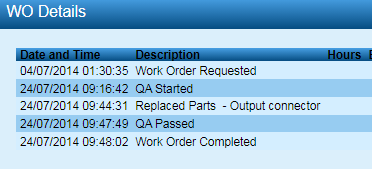 WO Details
Date and Time Description Hours
04/07/2014 01:30:35 Work Order Requested
24/07/2014 09:16:42 QA Started
24/07/2014 09:44:31 Replaced Parts - Output connector
24/07/2014 09:47:49 QA Passed
24/07/2014 09:48:02 Work Order Completed